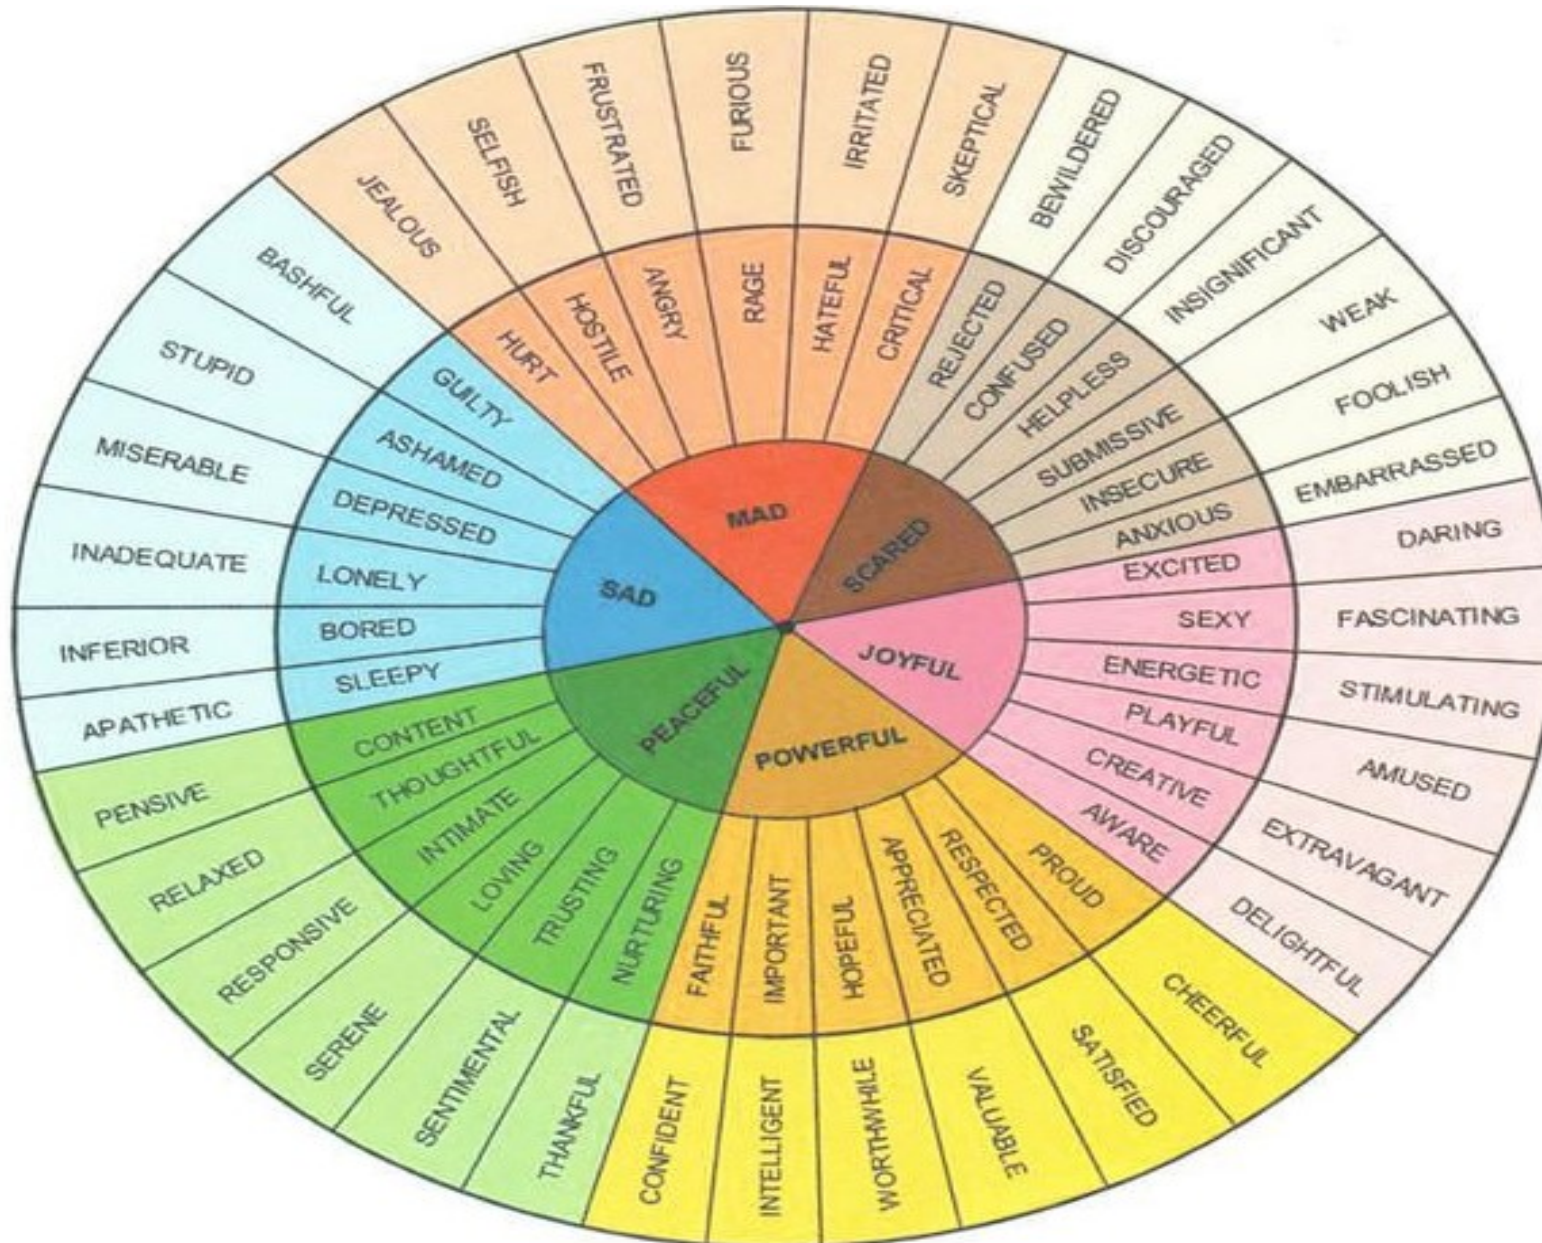 MAD
SCARED
JOYFUL
POWERFUL
PEACEFUL
SAD
HURT
HOSTILE
ANGRY
RAGE
HATEFUL
CRITICAL
REJECTED
CONFUSED
HELPLESS
SUBMISSIVE
INSECURE
ANXIOUS
EXCITED
SEXY
ENERGETIC
PLAYFUL
CREATIVE
AWARE
PROUD
RESPECTED
APPRECIATED
HOPEFUL
IMPORTANT
FAITHFUL
NURTURING
TRUSTING
LOVING
INTIMATE
THOUGHTFUL
CONTENT
SLEEPY
BORED
LONELY
DEPRESSED
ASHAMED
GUILTY
JEALOUS
SELFISH
FRUSTRATED
FURIOUS
IRRITATED
SKEPTICAL
BEWILDERED
DISCOURAGED
INSIGNIFICANT
WEAK
FOOLISH
EMBARRASSED
DARING
FASCINATING
STIMULATING
AMUSED
EXTRAVAGANT
DELIGHTFUL
CHEERFUL
SATISFIED
VALUABLE
WORTHWHILE
INTELLIGENT
CONFIDENT
THANKFUL
SENTIMENTAL
SERENE
RESPONSIVE
RELAXED
PENSIVE
APATHETIC
INFERIOR
INADEQUATE
MISERABLE
STUPID
BASHFUL